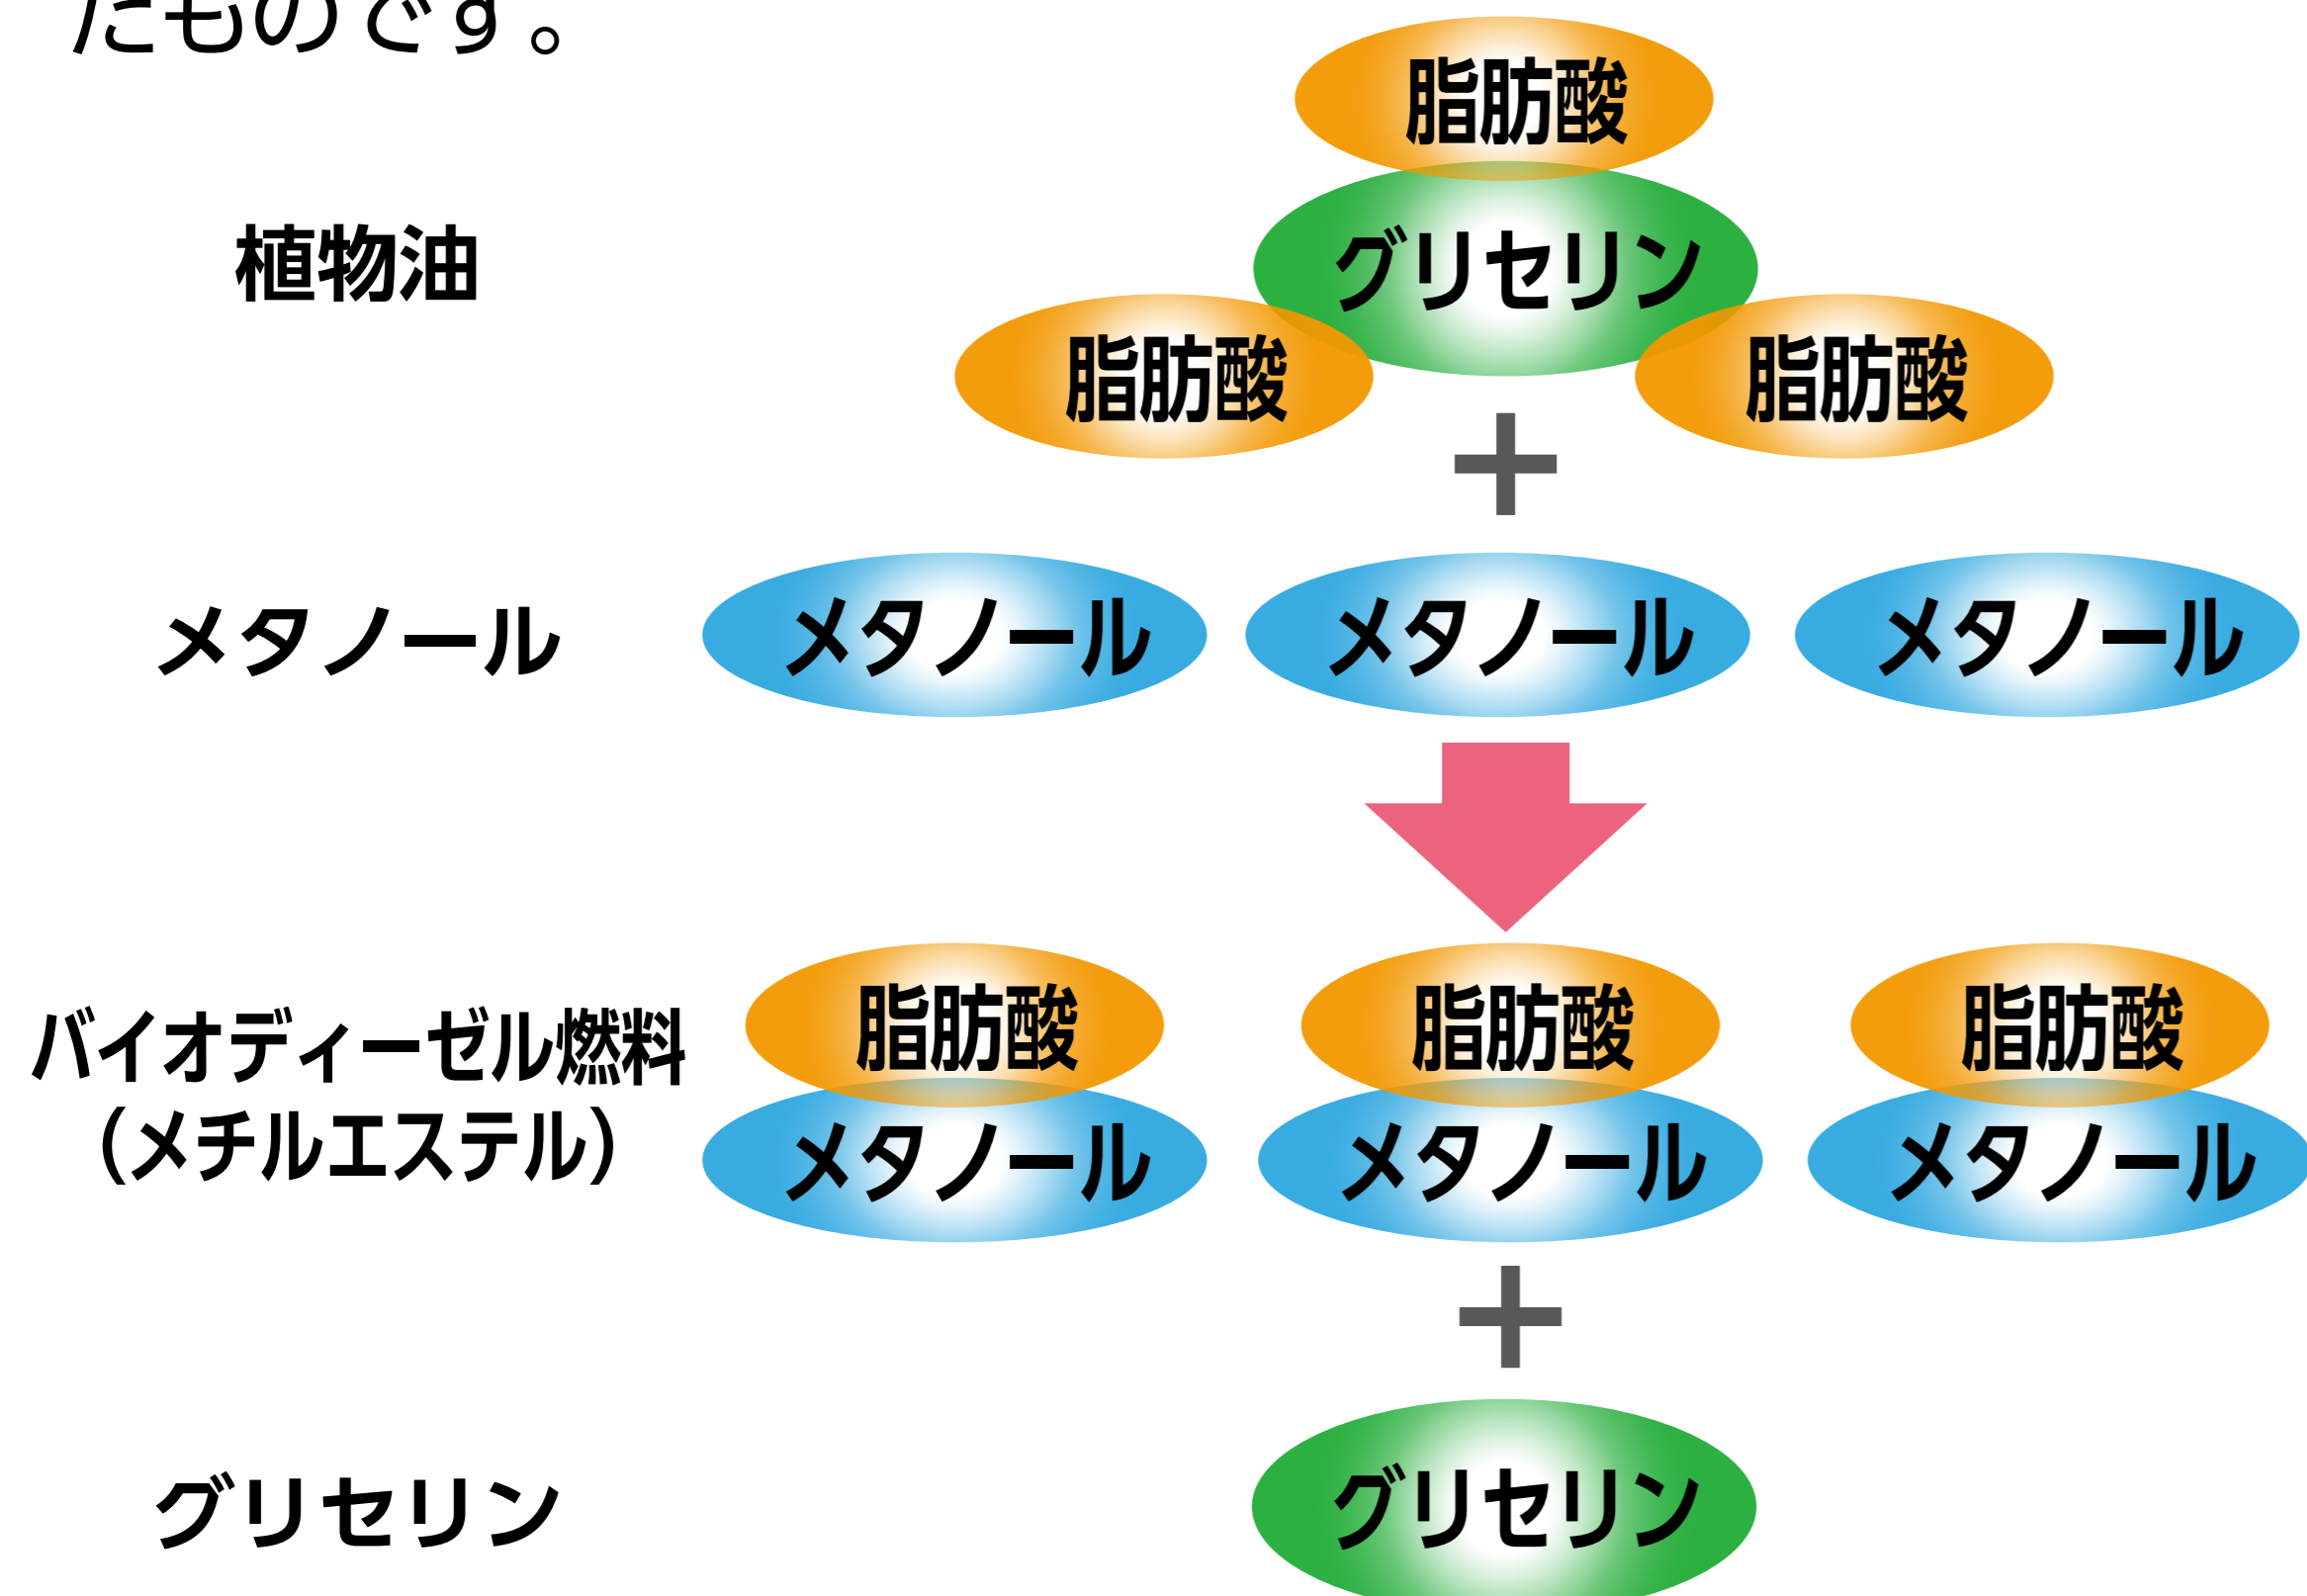 たものです。
脂肪酸
植物油
グリセリン
脂肪酸 脂肪酸
+
メタノール
メタノール メタノール メタノール
バイオディーゼル燃料
(メチルエステル)
脂肪酸 脂肪酸 脂肪酸
メタノール メタノール メタノール
+
グリセリン
グリセリン